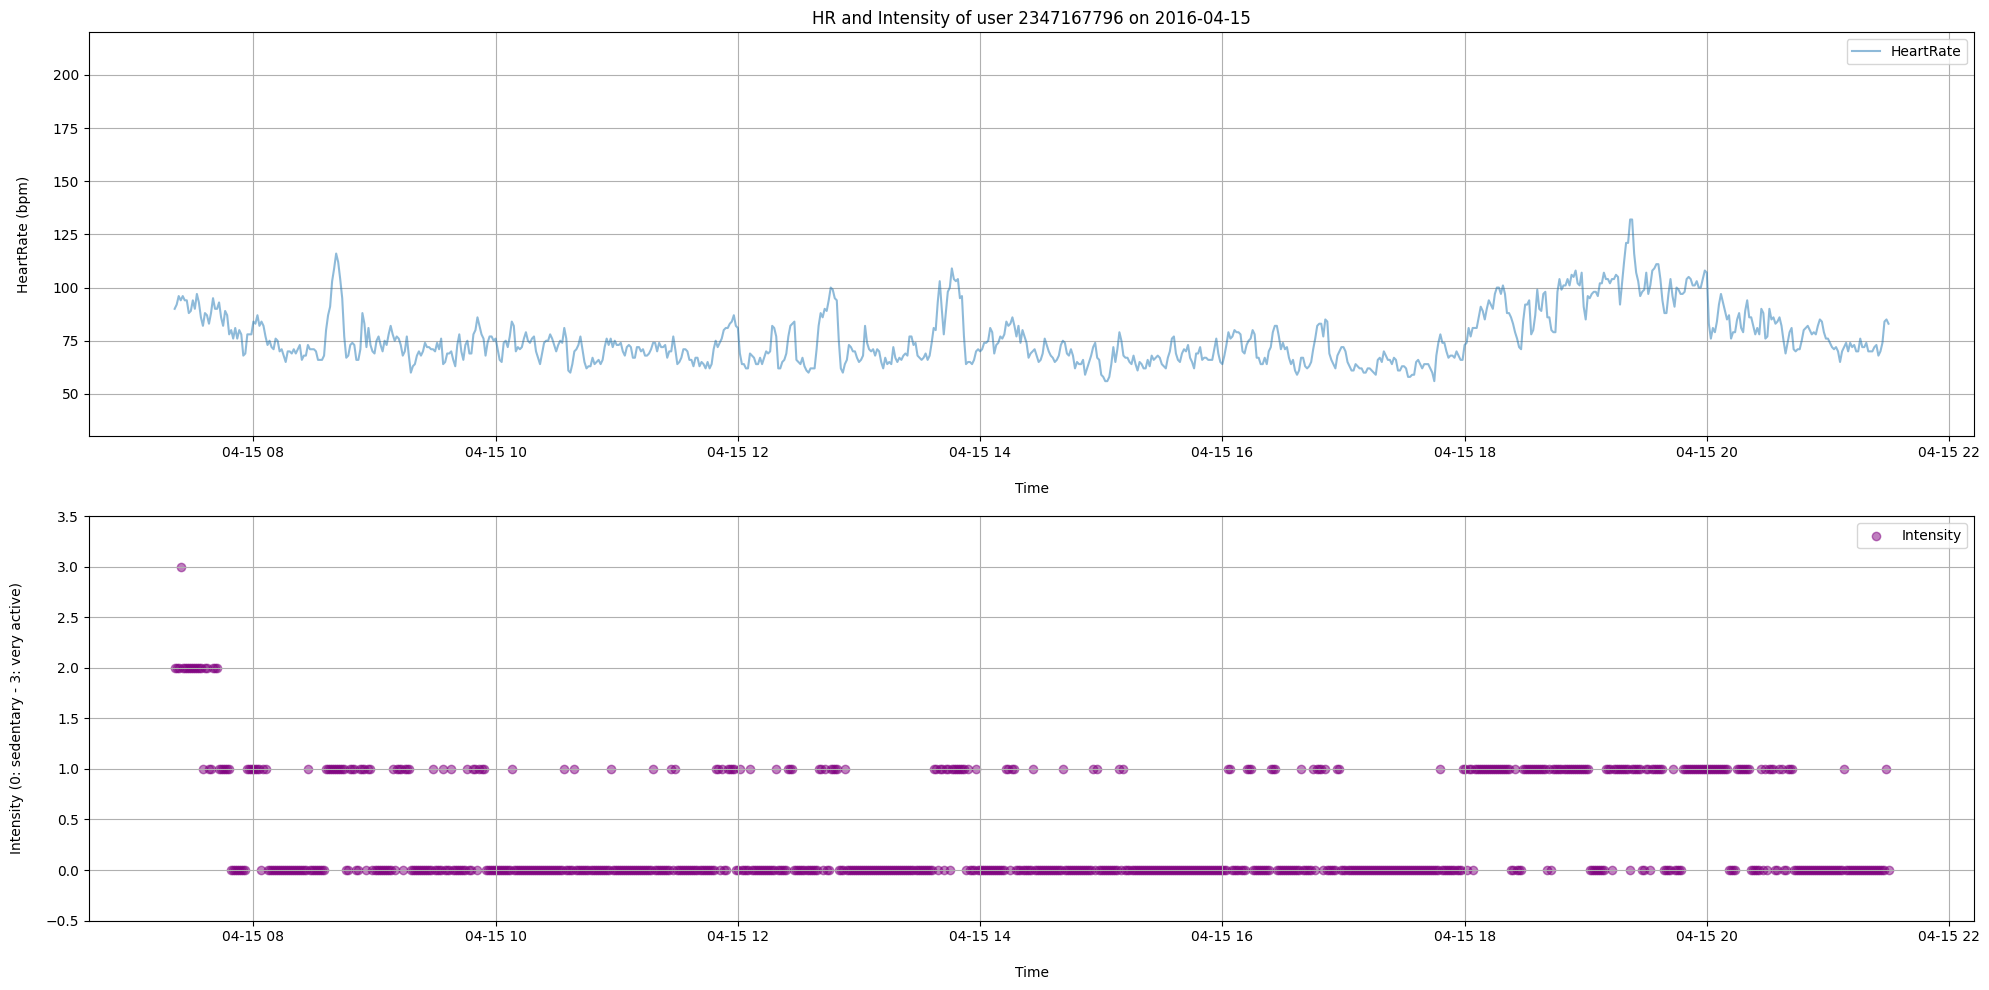 HR and Intensity of user 2347167796 on 2016-04-15
HeartRate
200
175
150
125
100
75
50
HeartRate (bpm)
04-15 08 04-15 10 04-15 12 04-15 14 04-15 16 04-15 18 04-15 20 04-15 22
Time
Intensity
3.5
3.0
2.5
2.0
1.5
1.0
0.5
0.0
−0.5
Intensity (0: sedentary - 3: very active)
04-15 08 04-15 10 04-15 12 04-15 14 04-15 16 04-15 18 04-15 20 04-15 22
Time